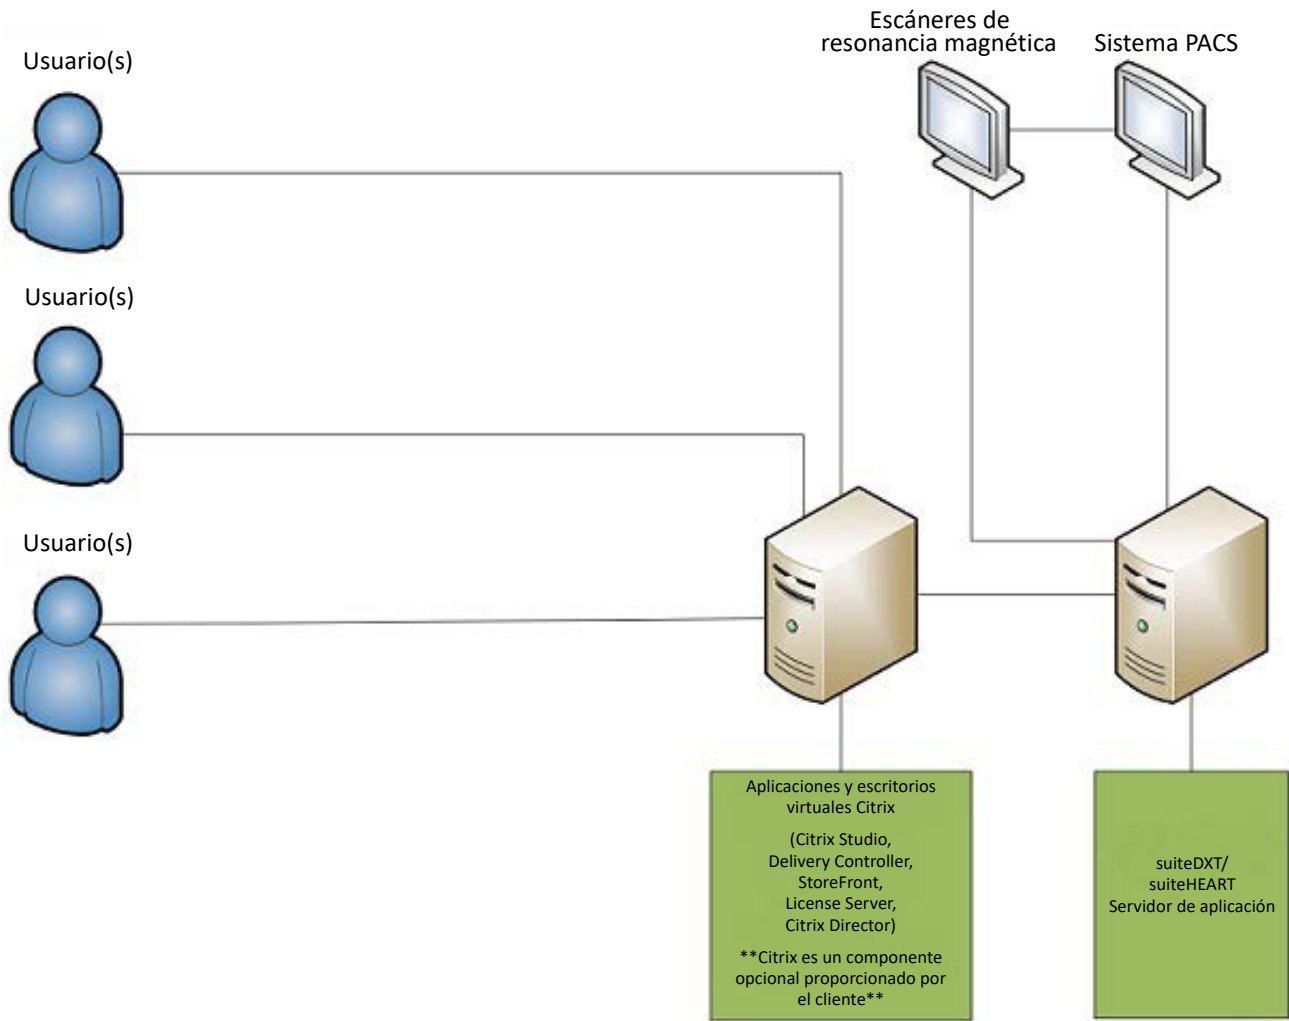 Escáneres de
resonancia magnética
Sistema PACS
Usuario(s)
Usuario(s)
Usuario(s)
Aplicaciones y escritorios
virtuales Citrix
(Citrix Studio,
Delivery Controller,
StoreFront,
License Server,
Citrix Director)
**Citrix es un componente
opcional proporcionado por
el cliente**
suiteDXT/
suiteHEART
Servidor de aplicación